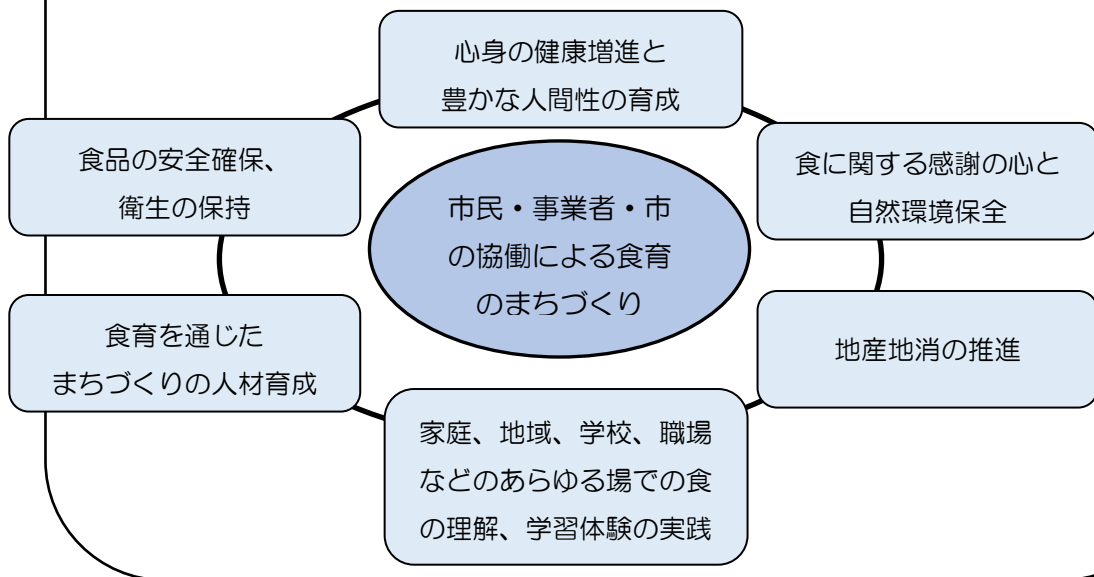 心身の健康増進と
豊かな人間性の育成
食品の安全確保、
衛生の保持
食に関する感謝の心と
自然環境保全
市民・事業者・市
の協働による食育
のまちづくり
食育を通じた
まちづくりの人材育成
地産地消の推進
家庭、地域、学校、職場
などのあらゆる場での食
の理解、学習体験の実践